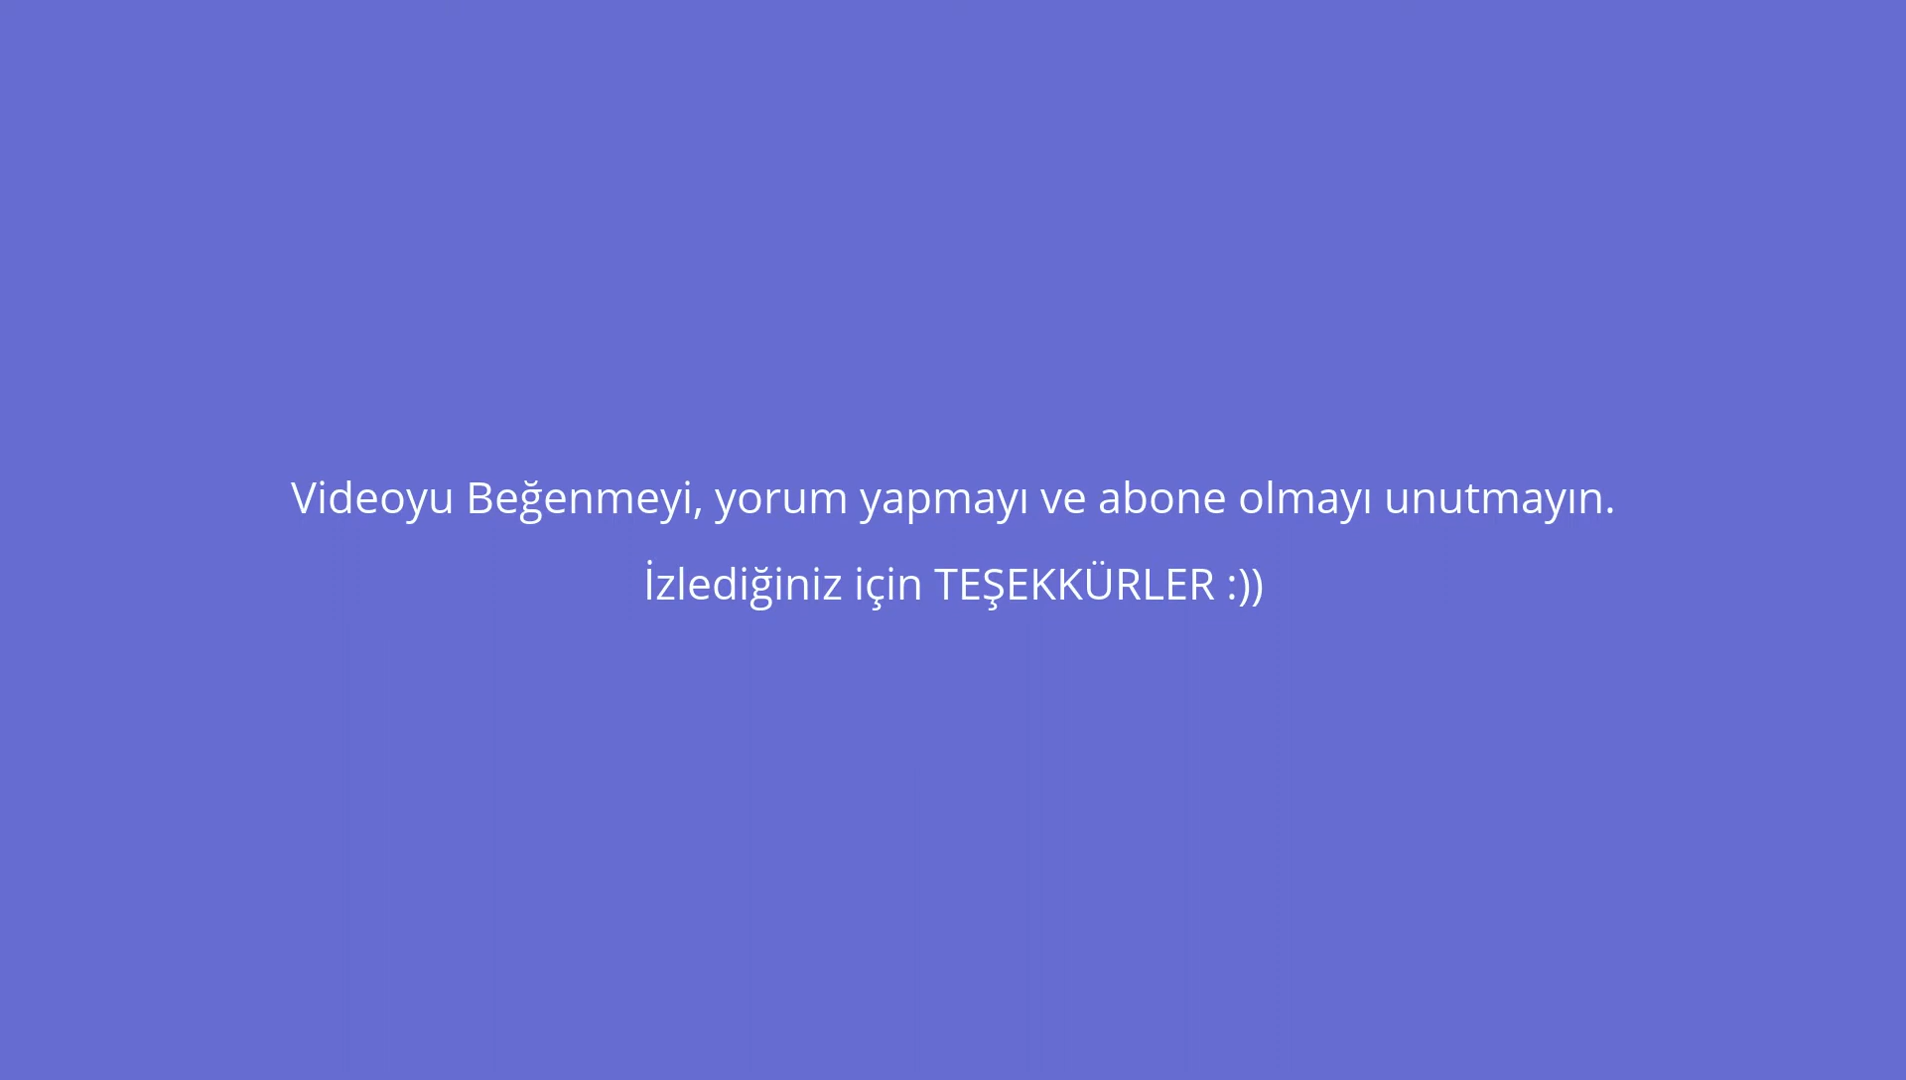 Videoyu Beğenmeyi, yorum yapmayı ve abone olmayı unutmayın.
İzlediğiniz için TEŞEKKÜRLER :))